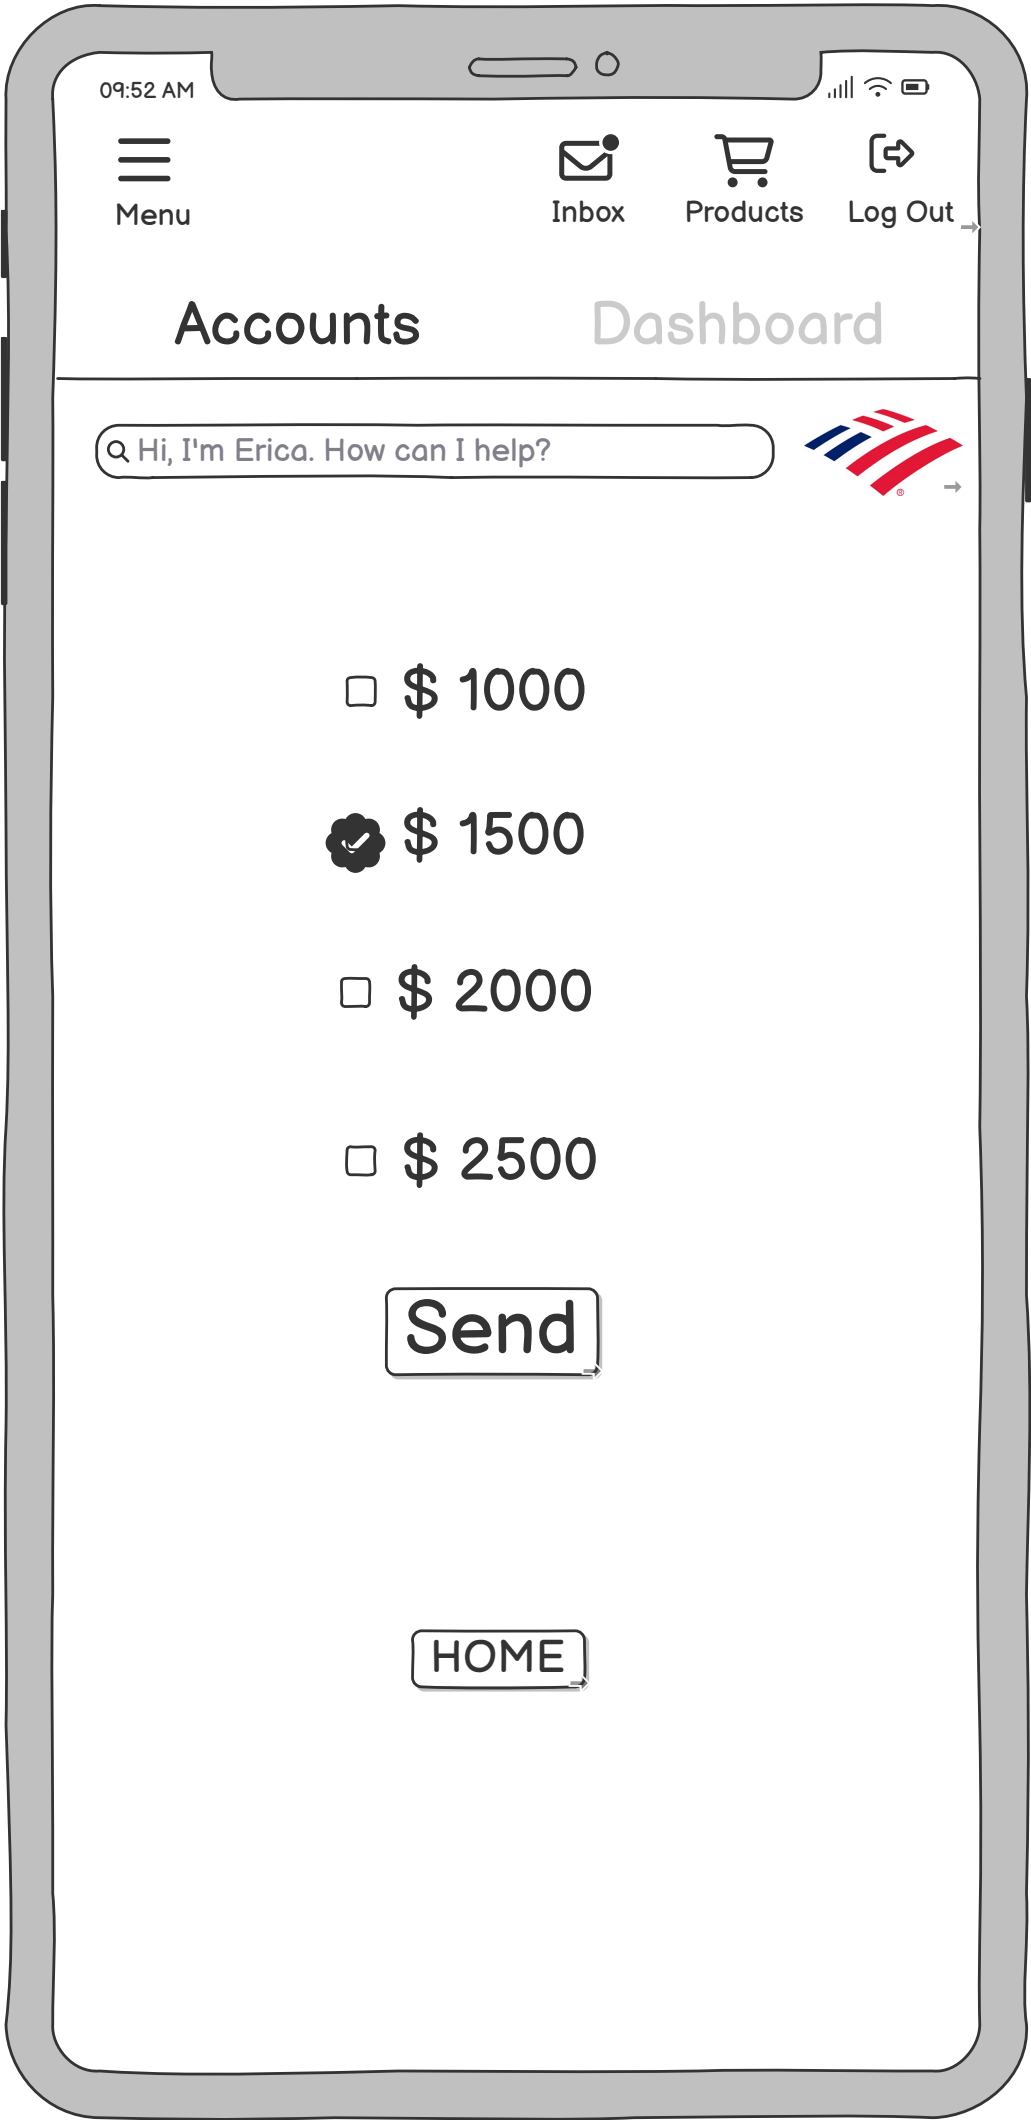 09:52 AM
Menu
Inbox
Products
Log Out
Accounts
Dashboard
Hi, I'm Erica. How can I help?
®
$ 1000
$ 1500
$ 2000
$ 2500
Send
HOME